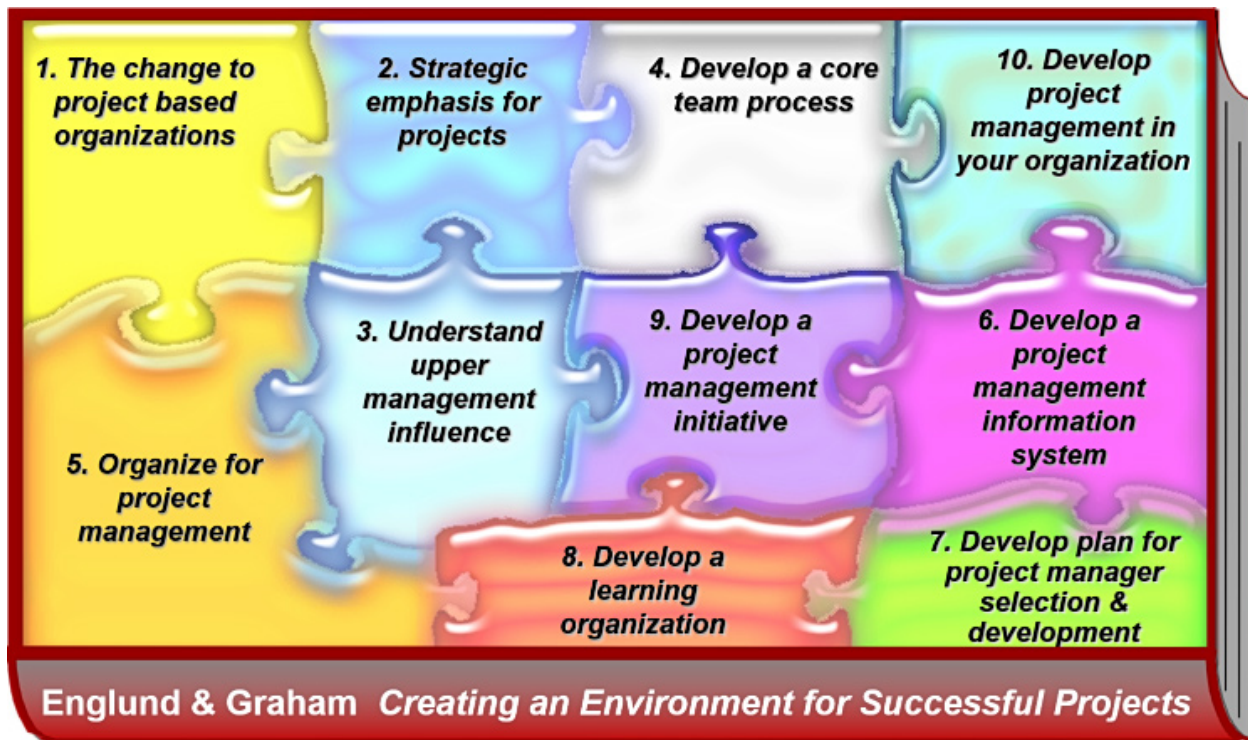 1. The change to
project based
organizations
2. Strategic
emphasis for
projects
4. Develop a core
team process
10. Develop
project
management in
your organization
3. Understand
upper
management
influence
9. Develop a
project
management
initiative
6. Develop a
project
management
information
system
5. Organize for
project
management
8. Develop a
learning
organization
7. Develop plan for
project manager
selection &
development
Englund & Graham Creating an Environment for Successful Projects